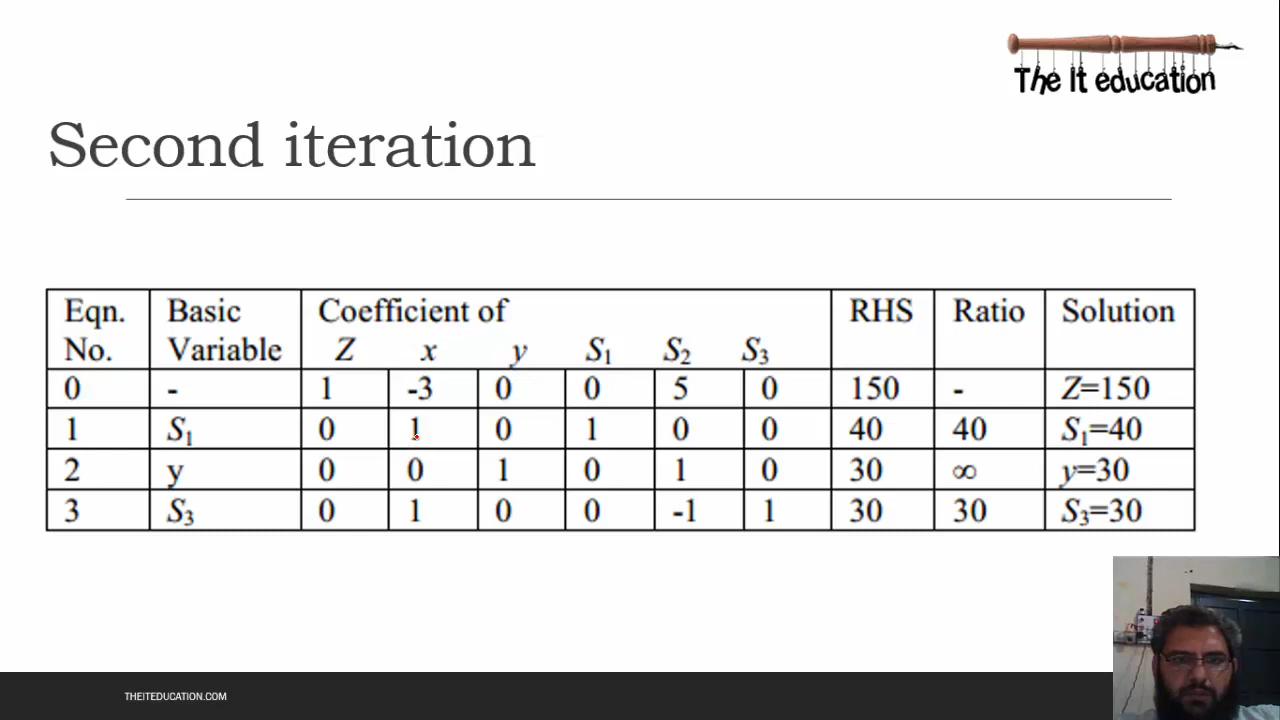 The It education
Second iteration
Eqn. No. Basic Variable Coefficient of RHS Ratio Solution
Z x y S₁ S₂ S₃
0 - 1 -3 0 0 5 0 150 - Z=150
1 S₁ 0 1 0 1 0 0 40 40 S₁=40
2 y 0 0 1 0 1 0 30 ∞ y=30
3 S₃ 0 1 0 0 -1 1 30 30 S₃=30
THEITEDUCATION.COM